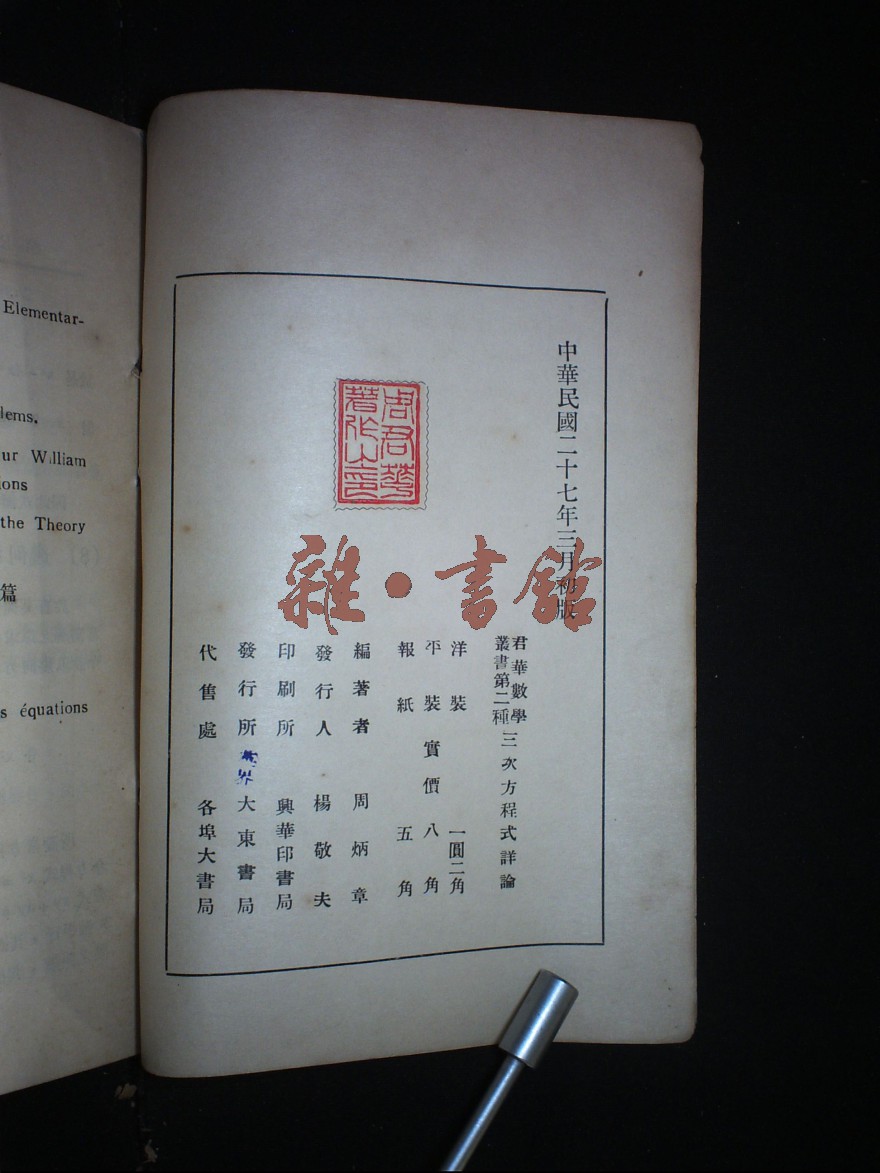 Elementar-
lems.
ur William
ions
the Theory
篇
s équations
中華民國二十七年三月初版
君華數學
叢書第二種
三次方程式詳論
洋裝 一圓二角
平裝實價八角
報紙 五角
編著者 周炳章
發行人 楊敬夫
印刷所 興華印書局
發行所 大東書局
代售處 各埠大書局
周君華
著作之印
雜·書館